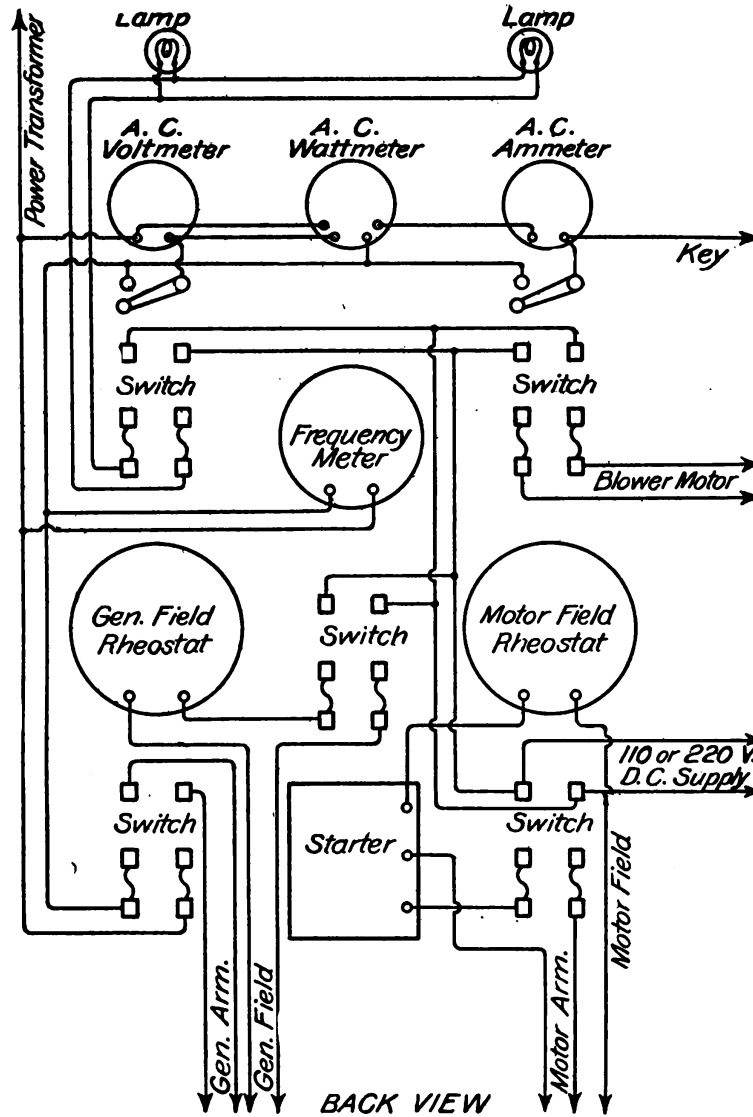 Lamp
Lamp
Power Transformer
A. C.
Voltmeter
A. C.
Wattmeter
A. C.
Ammeter
Key
Switch
Switch
Frequency
Meter
Blower Motor
Gen. Field
Rheostat
Switch
Motor Field
Rheostat
110 or 220 V.
D.C. Supply
Switch
Starter
Switch
Motor Field
Gen. Arm.
Gen. Field
Motor Arm.
BACK VIEW